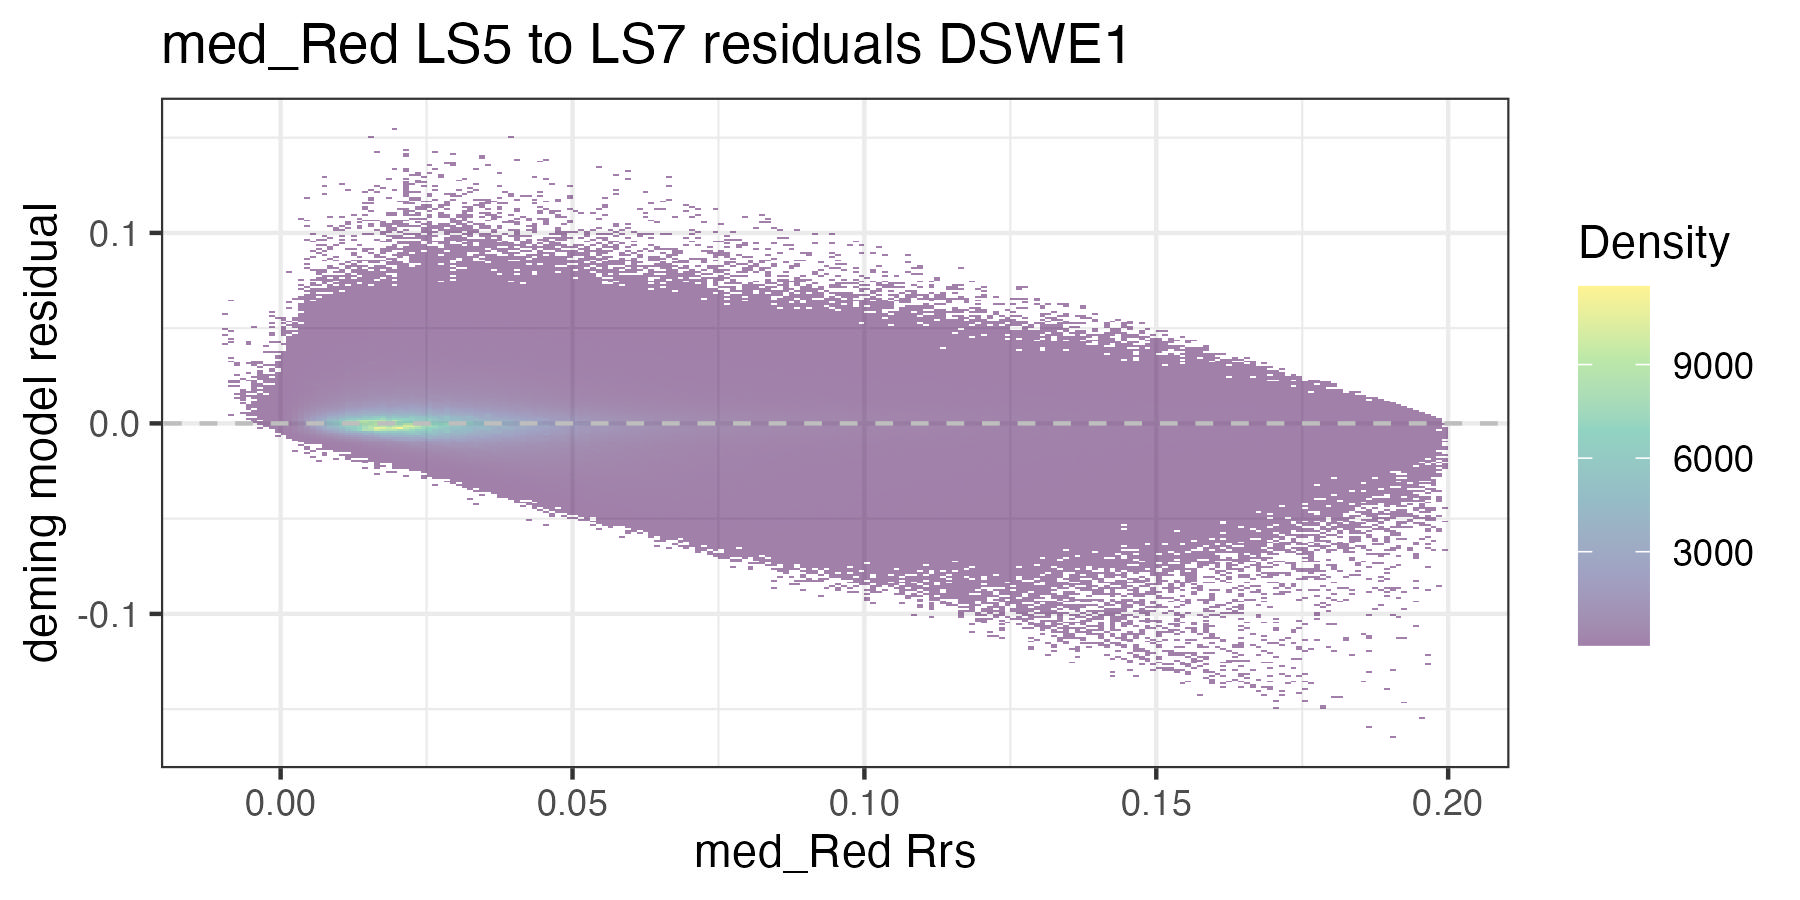 med_Red LS5 to LS7 residuals DSWE1
deming model residual
0.1
0.0
-0.1
0.00 0.05 0.10 0.15 0.20
med_Red Rrs
Density
9000
6000
3000